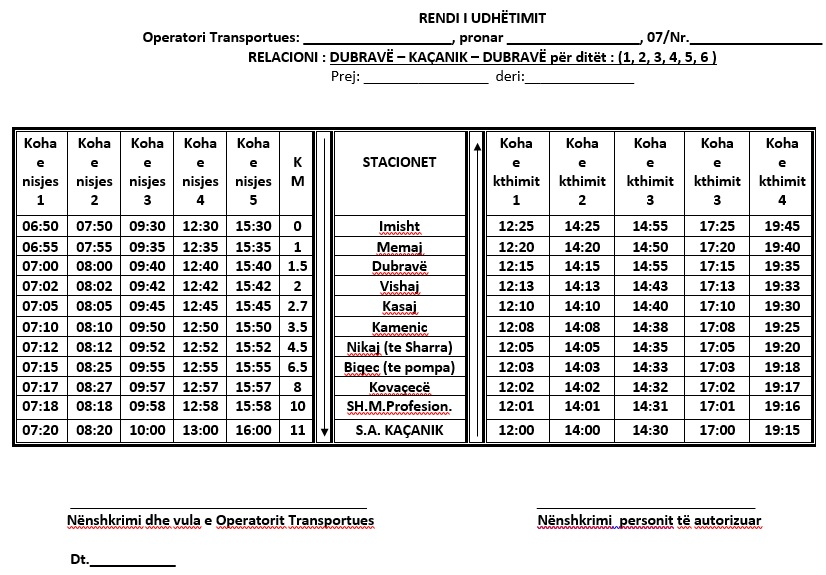 RENDI I UDHËTIMIT
Operatori Transportues: ____________________, pronar __________________, 07/Nr.__________________
RELACIONI : DUBRAVË – KAÇANIK – DUBRAVË për ditët : (1, 2, 3, 4, 5, 6 )
Prej: ________________ deri:______________
Koha e nisjes 1 Koha e nisjes 2 Koha e nisjes 3 Koha e nisjes 4 Koha e nisjes 5 K M STACIONET Koha e kthimit 1 Koha e kthimit 2 Koha e kthimit 3 Koha e kthimit 3 Koha e kthimit 4
06:50 07:50 09:30 12:30 15:30 0 Imisht 12:25 14:25 14:55 17:25 19:45
06:55 07:55 09:35 12:35 15:35 1 Memaj 12:20 14:20 14:50 17:20 19:40
07:00 08:00 09:40 12:40 15:40 1.5 Dubravë 12:15 14:15 14:55 17:15 19:35
07:02 08:02 09:42 12:42 15:42 2 Vishaj 12:13 14:13 14:43 17:13 19:33
07:05 08:05 09:45 12:45 15:45 2.7 Kasaj 12:10 14:10 14:40 17:10 19:30
07:10 08:10 09:50 12:50 15:50 3.5 Kamenic 12:08 14:08 14:38 17:08 19:25
07:12 08:12 09:52 12:52 15:52 4.5 Nikaj (te Sharra) 12:05 14:05 14:35 17:05 19:20
07:15 08:25 09:55 12:55 15:55 6.5 Biqec (te pompa) 12:03 14:03 14:33 17:03 19:18
07:17 08:27 09:57 12:57 15:57 8 Kovaçecë 12:02 14:02 14:32 17:02 19:17
07:18 08:18 09:58 12:58 15:58 10 SH.M.Profesion. 12:01 14:01 14:31 17:01 19:16
07:20 08:20 10:00 13:00 16:00 11 S.A. KAÇANIK 12:00 14:00 14:30 17:00 19:15
Nënshkrimi dhe vula e Operatorit Transportues Nënshkrimi personit të autorizuar
Dt.____________